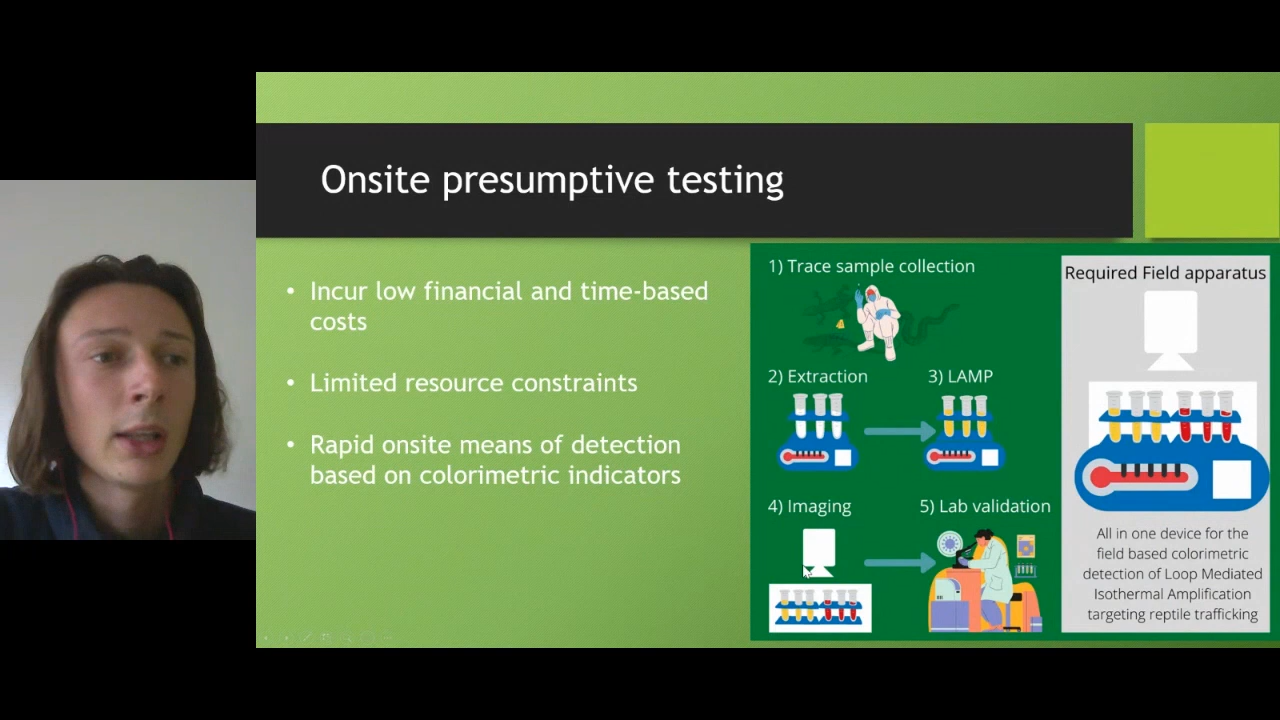 Onsite presumptive testing
• Incur low financial and time-based
costs
• Limited resource constraints
• Rapid onsite means of detection
based on colorimetric indicators
1) Trace sample collection
2) Extraction
3) LAMP
4) Imaging
5) Lab validation
Required Field apparatus
All in one device for the
field based colorimetric
detection of Loop Mediated
Isothermal Amplification
targeting reptile trafficking